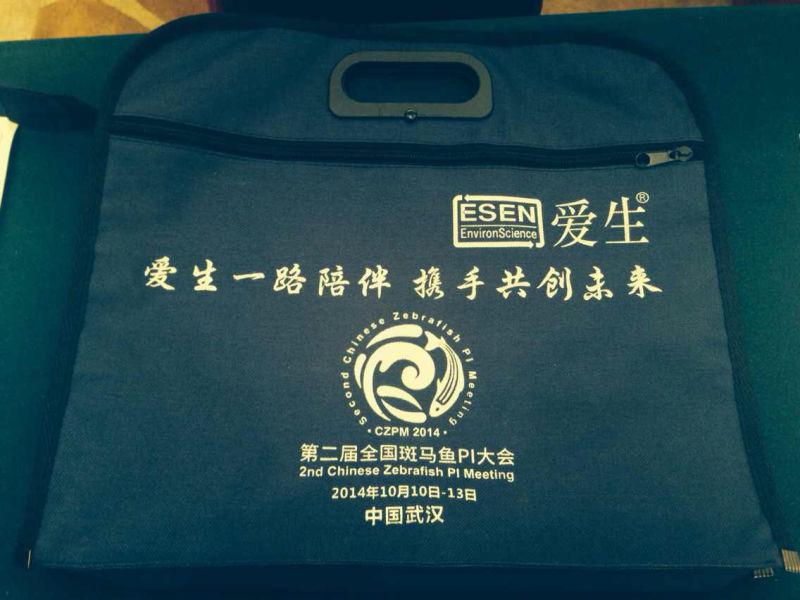 ESEN
EnvironScience
爱生®
爱生一路陪伴 携手共创未来
Second Chinese Zebrafish PI Meeting
· CZPM 2014 ·
第二届全国斑马鱼PI大会
2nd Chinese Zebrafish PI Meeting
2014年10月10日-13日
中国武汉